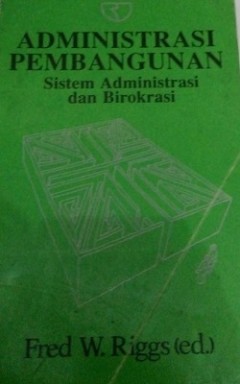 ADMINISTRASI
PEMBANGUNAN
Sistem Administrasi
dan Birokrasi
Fred W. Riggs (ed.)